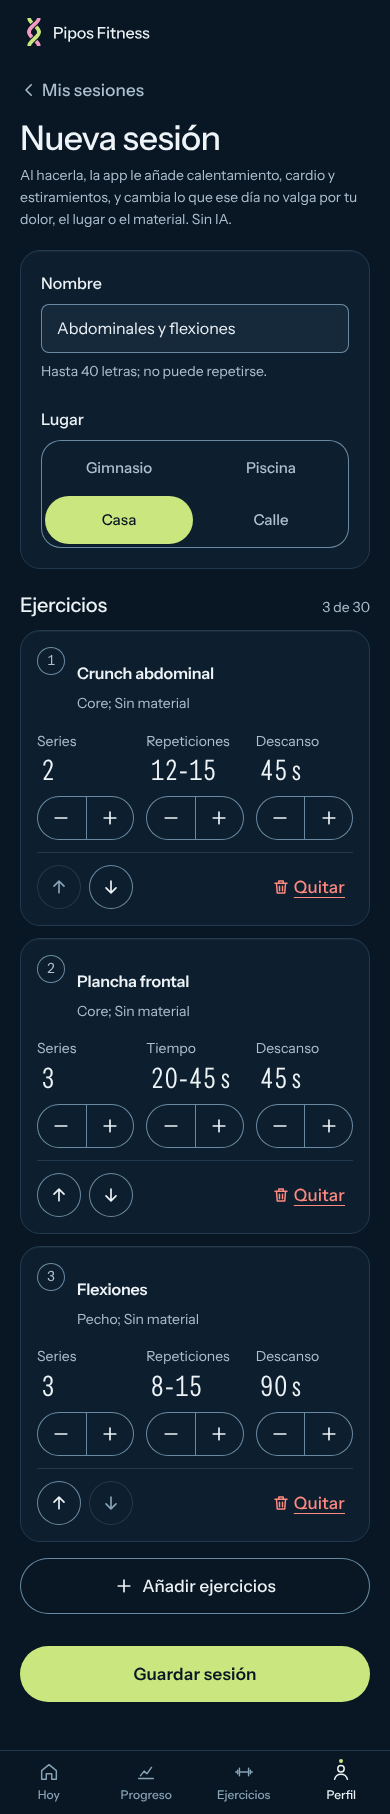 Pipos Fitness
Mis sesiones
Nueva sesión
Al hacerla, la app le añade calentamiento, cardio y
estiramientos, y cambia lo que ese día no valga por tu
dolor, el lugar o el material. Sin IA.
Nombre
Abdominales y flexiones
Hasta 40 letras; no puede repetirse.
Lugar
Gimnasio Piscina
Casa Calle
Ejercicios 3 de 30
1 Crunch abdominal
Core; Sin material
Series Repeticiones Descanso
2 12-15 45 s
− + − + − +
↑ ↓ Quitar
2 Plancha frontal
Core; Sin material
Series Tiempo Descanso
3 20-45 s 45 s
− + − + − +
↑ ↓ Quitar
3 Flexiones
Pecho; Sin material
Series Repeticiones Descanso
3 8-15 90 s
− + − + − +
↑ ↓ Quitar
+ Añadir ejercicios
Guardar sesión
Hoy Progreso Ejercicios Perfil